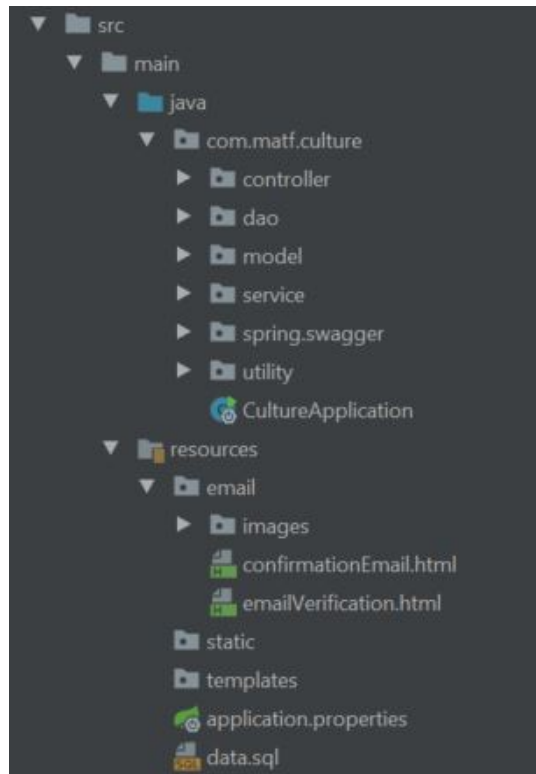 src
main
java
com.matf.culture
controller
dao
model
service
spring.swagger
utility
CultureApplication
resources
email
images
confirmationEmail.html
emailVerification.html
static
templates
application.properties
data.sql